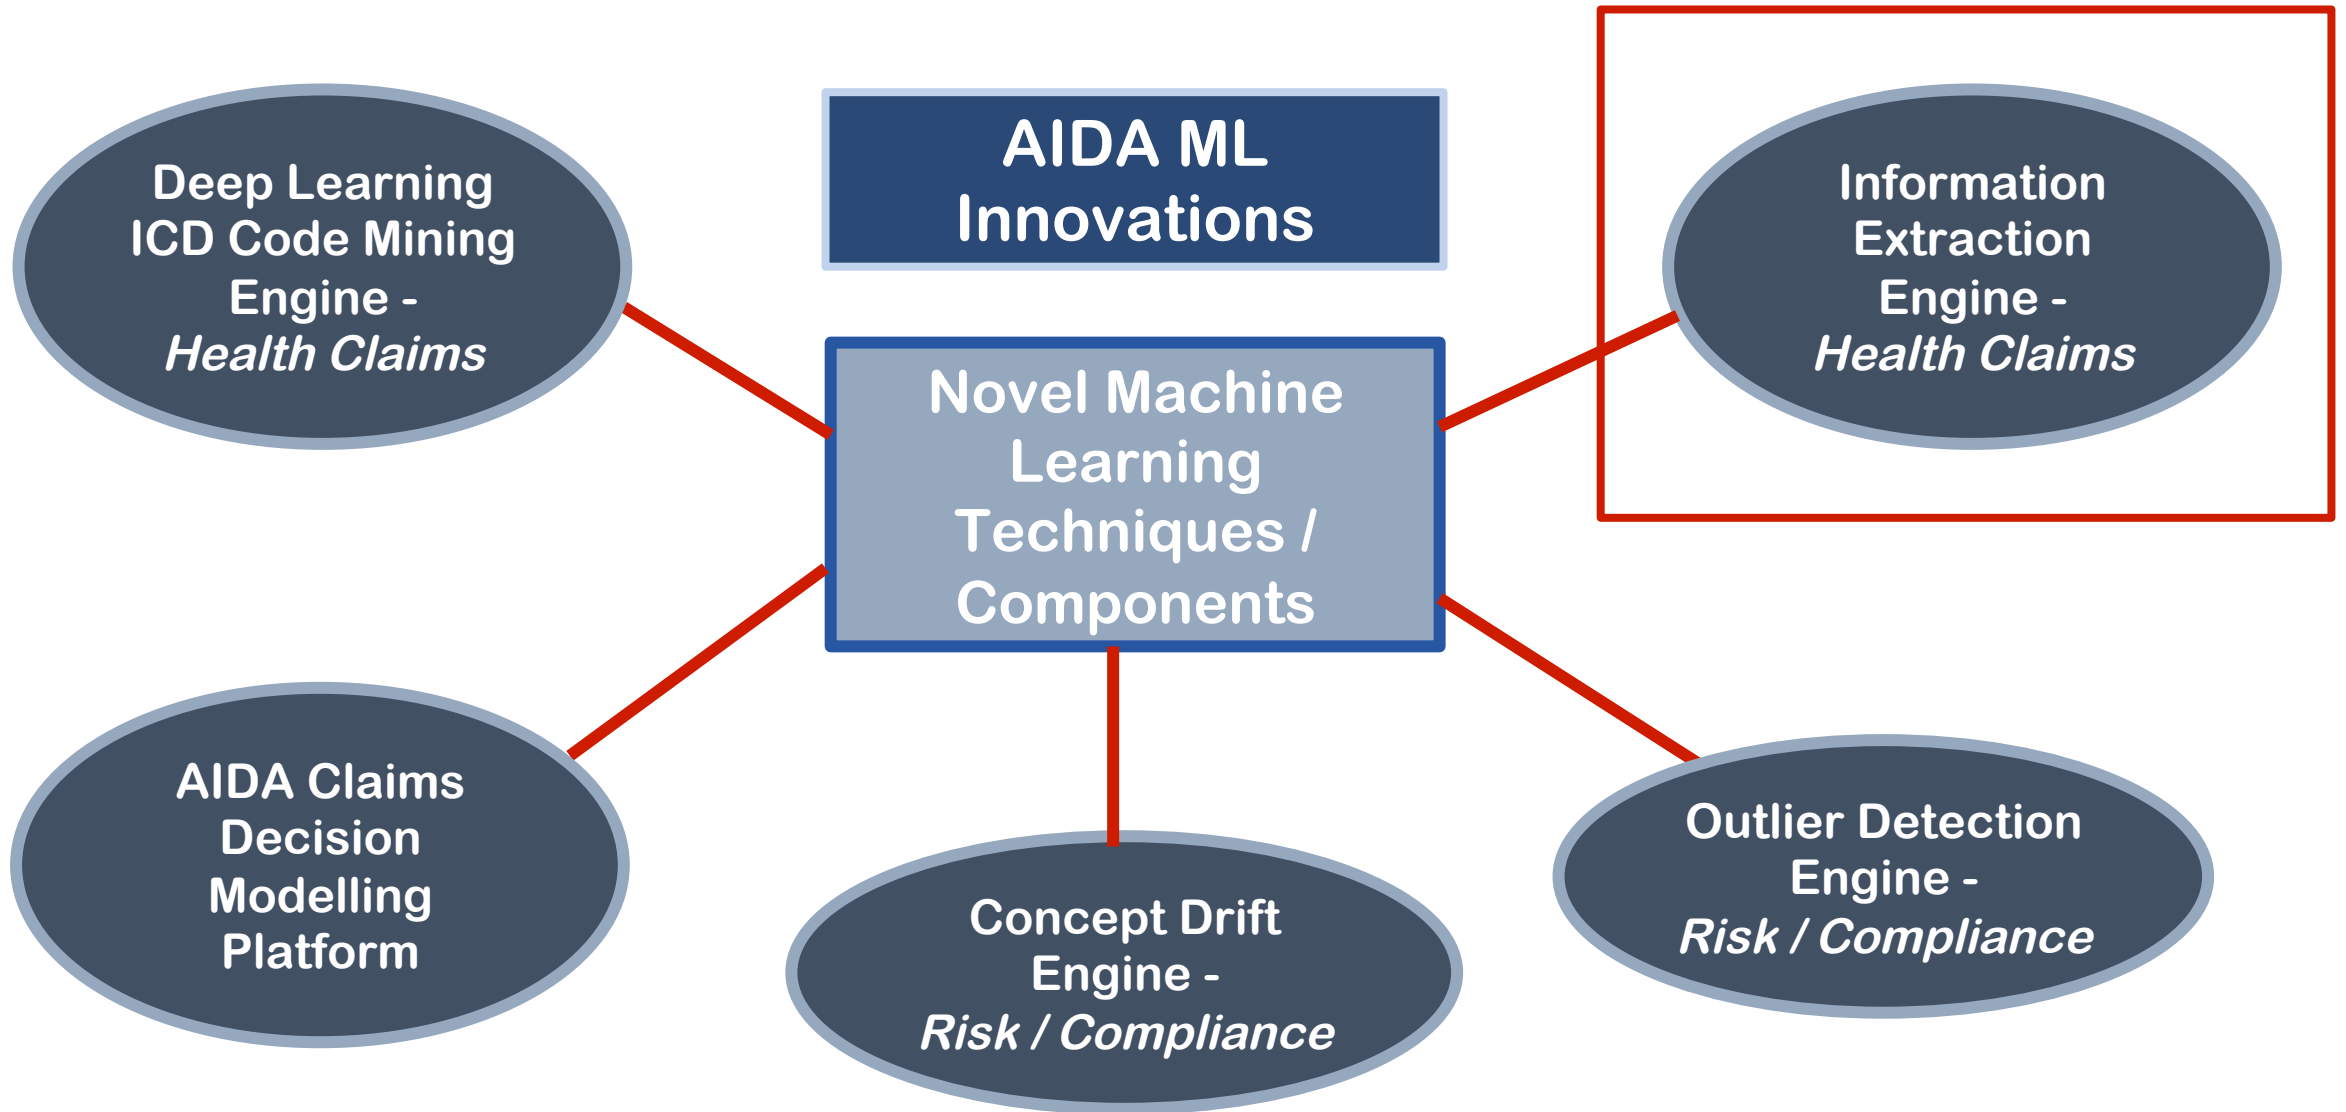 AIDA ML
Innovations
Deep Learning
ICD Code Mining
Engine -
Health Claims
Information
Extraction
Engine -
Health Claims
Novel Machine
Learning
Techniques /
Components
AIDA Claims
Decision
Modelling
Platform
Concept Drift
Engine -
Risk / Compliance
Outlier Detection
Engine -
Risk / Compliance